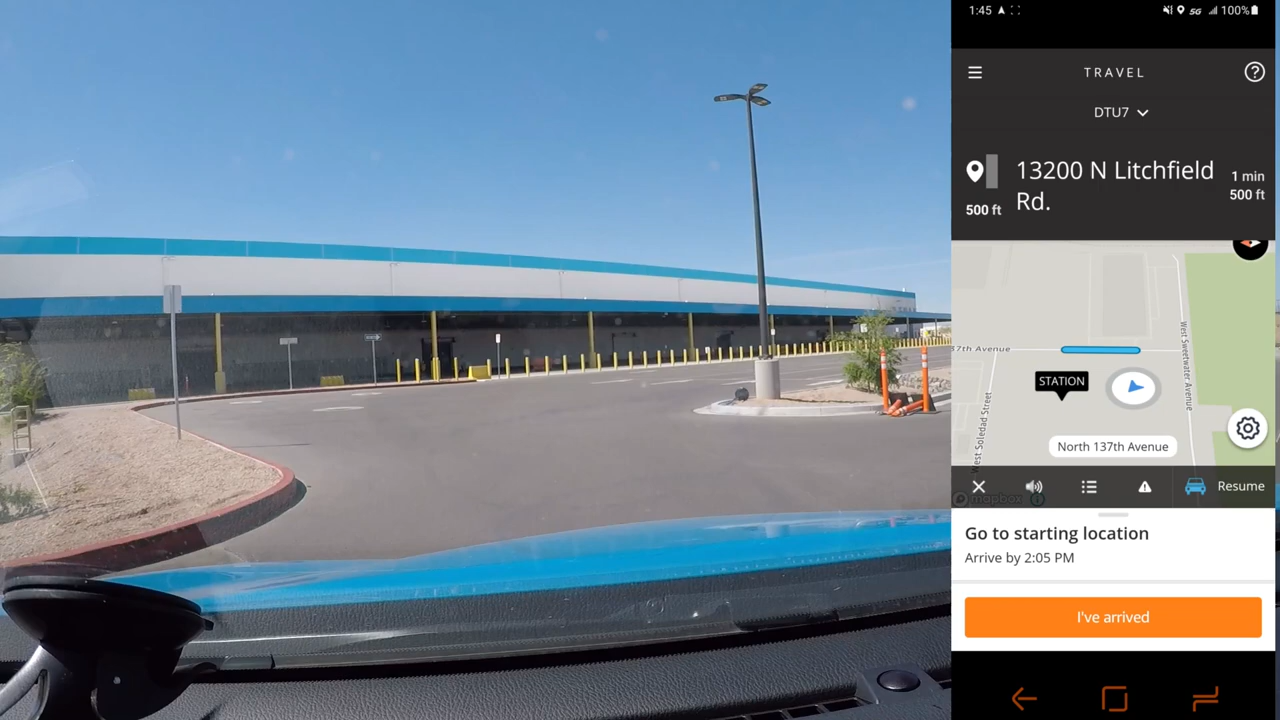 1:45
5G
100%
TRAVEL
DTU7
13200 N Litchfield
Rd.
500 ft
1 min
500 ft
37th Avenue
STATION
West Sweetwater Avenue
West Soledad Street
North 137th Avenue
mapbox
Resume
Go to starting location
Arrive by 2:05 PM
I've arrived